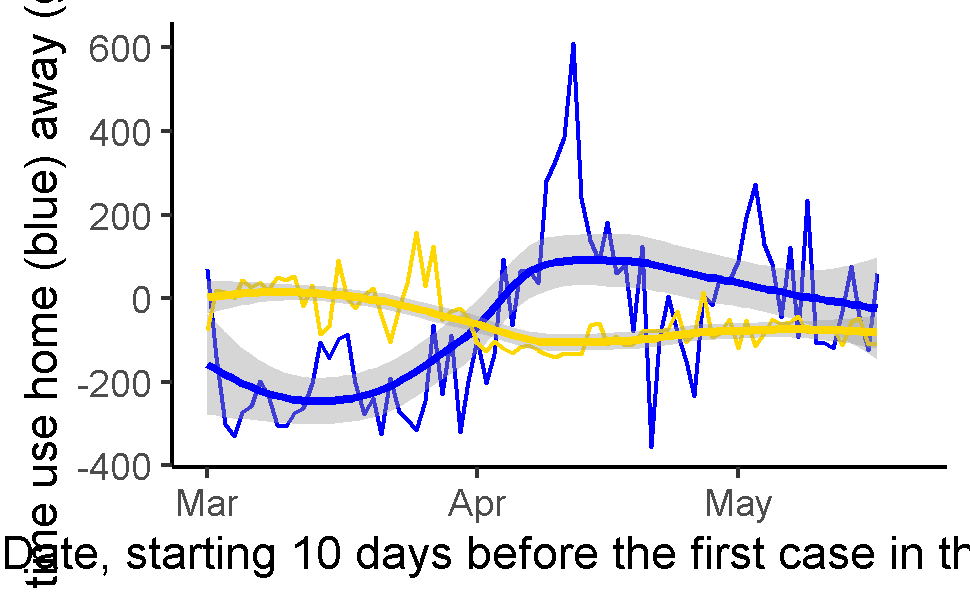 time use home (blue) away (
600
400
200
0
-200
-400
Mar Apr May
Date, starting 10 days before the first case in th